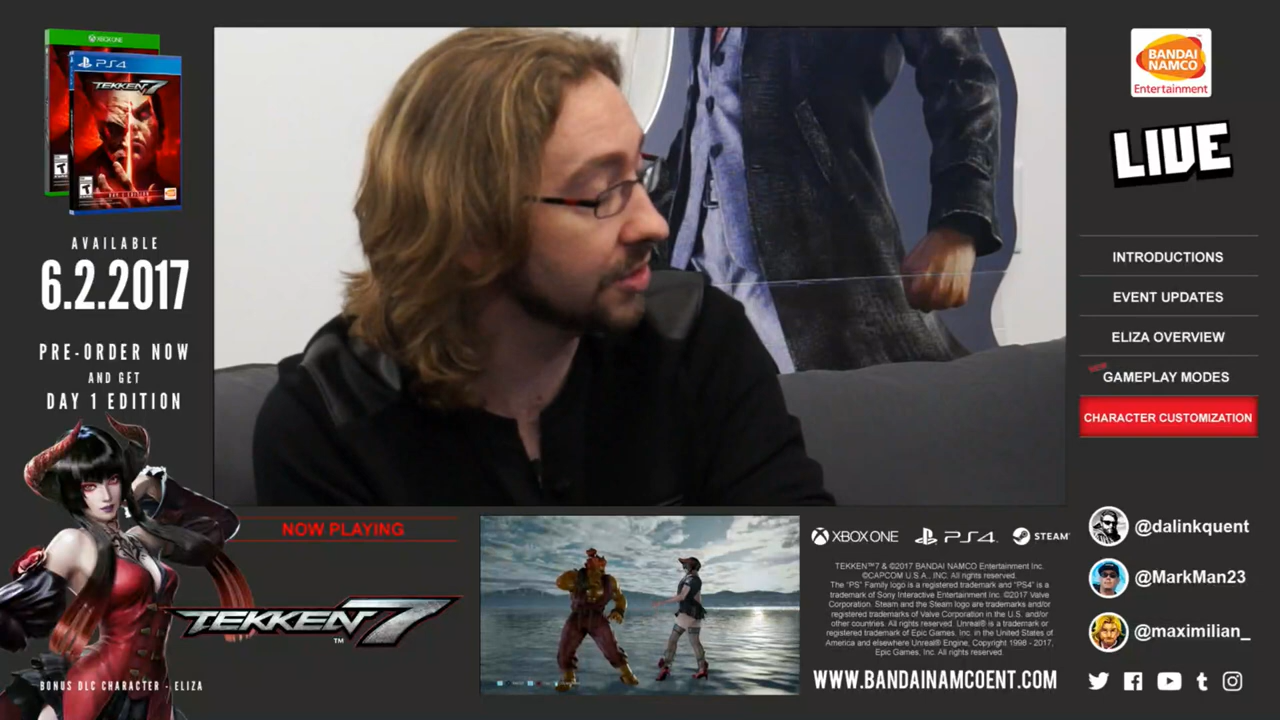 XBOX ONE
PS4
TEKKEN 7
AVAILABLE
6.2.2017
PRE-ORDER NOW
AND GET
DAY 1 EDITION
BONUS DLC CHARACTER - ELIZA
NOW PLAYING
TEKKEN 7
TM
BANDAI
NAMCO
Entertainment
LIVE
INTRODUCTIONS
EVENT UPDATES
ELIZA OVERVIEW
NEW
GAMEPLAY MODES
CHARACTER CUSTOMIZATION
@dalinkquent
@MarkMan23
@maximilian_
XBOX ONE PS4 STEAM
TEKKEN™7 & ©2017 BANDAI NAMCO Entertainment Inc.
©CAPCOM U.S.A., INC. All rights reserved.
The "PS" Family logo is a registered trademark and "PS4" is a
trademark of Sony Interactive Entertainment Inc. ©2017 Valve
Corporation. Steam and the Steam logo are trademarks and/or
registered trademarks of Valve Corporation in the U.S. and/or
other countries. All rights reserved. Unreal® is a trademark or
registered trademark of Epic Games, Inc. in the United States of
America and elsewhere Unreal® Engine, Copyright 1998 - 2017,
Epic Games, Inc. All rights reserved.
WWW.BANDAINAMCOENT.COM